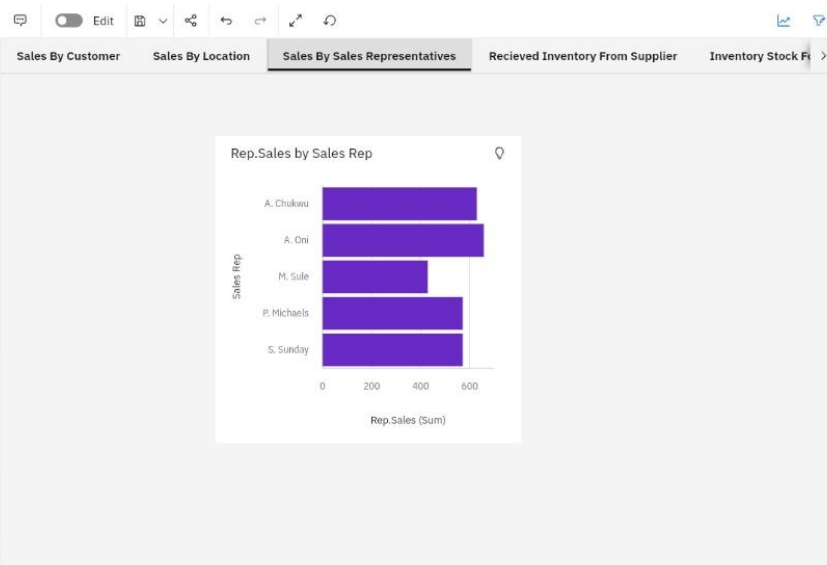 Edit
Sales By Customer Sales By Location Sales By Sales Representatives Recieved Inventory From Supplier Inventory Stock
Rep.Sales by Sales Rep
Sales Rep
A. Chukwu
A. Oni
M. Sule
P. Michaels
S. Sunday
0 200 400 600
Rep.Sales (Sum)